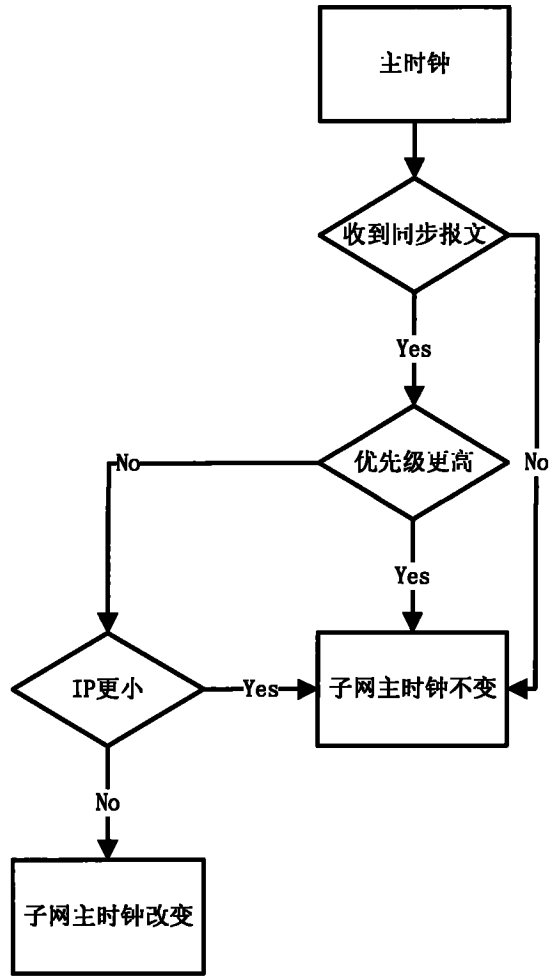 主时钟
收到同步报文
Yes
No
优先级更高
No
Yes
IP更小
Yes
子网主时钟不变
No
子网主时钟改变